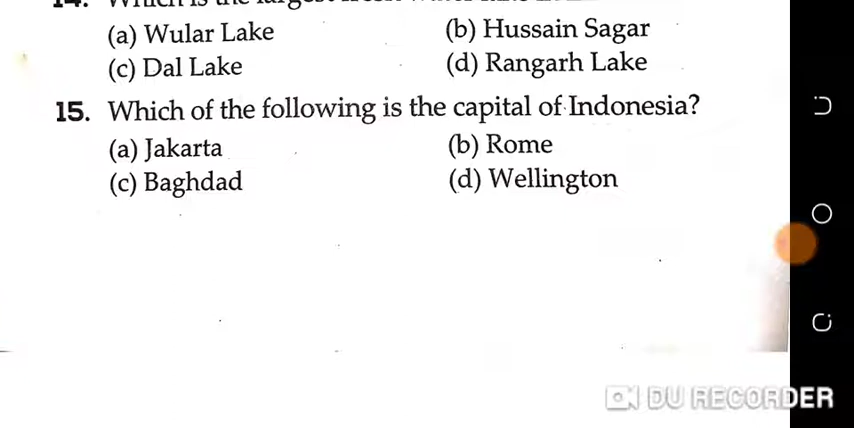 (a) Wular Lake (b) Hussain Sagar
(c) Dal Lake (d) Rangarh Lake
15. Which of the following is the capital of Indonesia?
(a) Jakarta (b) Rome
(c) Baghdad (d) Wellington
DU RECORDER